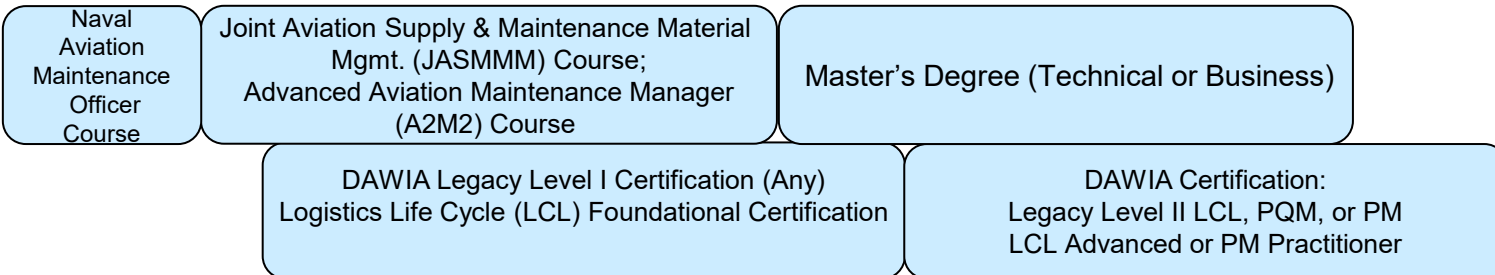 Naval
Aviation
Maintenance
Officer
Course
Joint Aviation Supply & Maintenance Material
Mgmt. (JASMMM) Course;
Advanced Aviation Maintenance Manager
(A2M2) Course
Master’s Degree (Technical or Business)
DAWIA Legacy Level I Certification (Any)
Logistics Life Cycle (LCL) Foundational Certification
DAWIA Certification:
Legacy Level II LCL, PQM, or PM
LCL Advanced or PM Practitioner